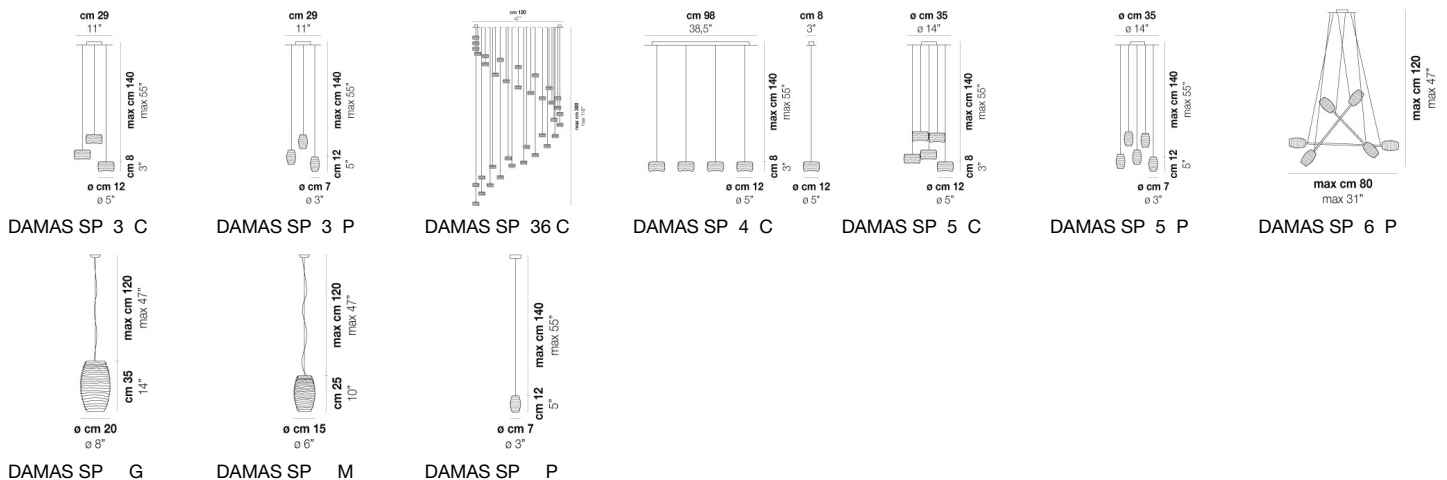 cm 29
11"
max cm 140
max 55"
cm 8
3"
ø cm 12
ø 5"
DAMAS SP 3 C
cm 29
11"
max cm 140
max 55"
cm 12
5"
ø cm 7
ø 3"
DAMAS SP 3 P
cm 120
47"
DAMAS SP 36 C
cm 98
38,5"
cm 8
3"
max cm 140
max 55"
cm 8
3"
ø cm 12
ø 5"
ø cm 12
ø 5"
DAMAS SP 4 C
ø cm 35
ø 14"
max cm 140
max 55"
cm 8
3"
ø cm 12
ø 5"
DAMAS SP 5 C
ø cm 35
ø 14"
max cm 140
max 55"
cm 12
5"
ø cm 7
ø 3"
DAMAS SP 5 P
max cm 120
max 47"
max cm 80
max 31"
DAMAS SP 6 P
max cm 120
max 47"
cm 35
14"
ø cm 20
ø 8"
DAMAS SP G
max cm 120
max 47"
cm 25
10"
ø cm 15
ø 6"
DAMAS SP M
max cm 140
max 55"
cm 12
5"
ø cm 7
ø 3"
DAMAS SP P